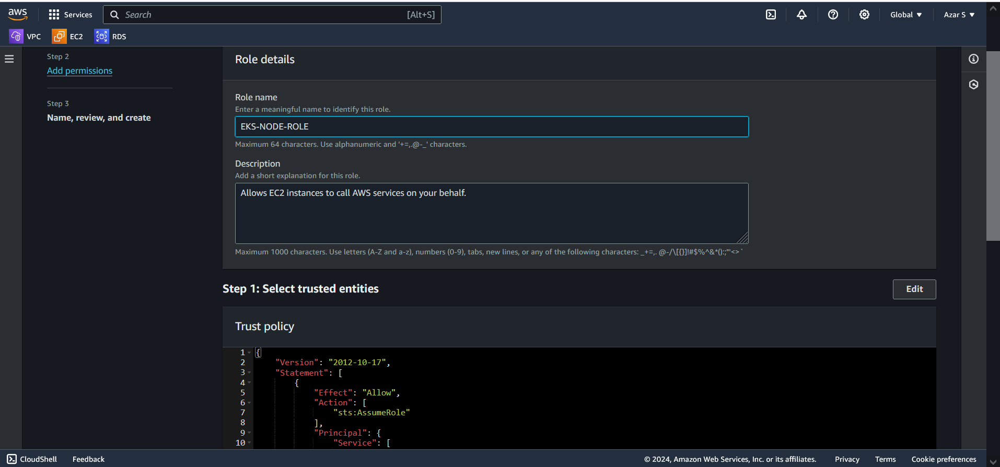 aws
Services
Search
[Alt+S]
Global ▼
Azar S ▼
VPC
EC2
RDS
Step 2
Add permissions
Step 3
Name, review, and create
Role details
Role name
Enter a meaningful name to identify this role.
EKS-NODE-ROLE
Maximum 64 characters. Use alphanumeric and '+=,.@-_' characters.
Description
Add a short explanation for this role.
Allows EC2 instances to call AWS services on your behalf.
Maximum 1000 characters. Use letters (A-Z and a-z), numbers (0-9), tabs, new lines, or any of the following characters: _+=,. @-/\[{}]!#$%^&*();:"'<>`
Step 1: Select trusted entities
Edit
Trust policy
1 {
2 "Version": "2012-10-17",
3 "Statement": [
4 {
5 "Effect": "Allow",
6 "Action": [
7 "sts:AssumeRole"
8 ],
9 "Principal": {
10 "Service": [
CloudShell
Feedback
© 2024, Amazon Web Services, Inc. or its affiliates.
Privacy
Terms
Cookie preferences